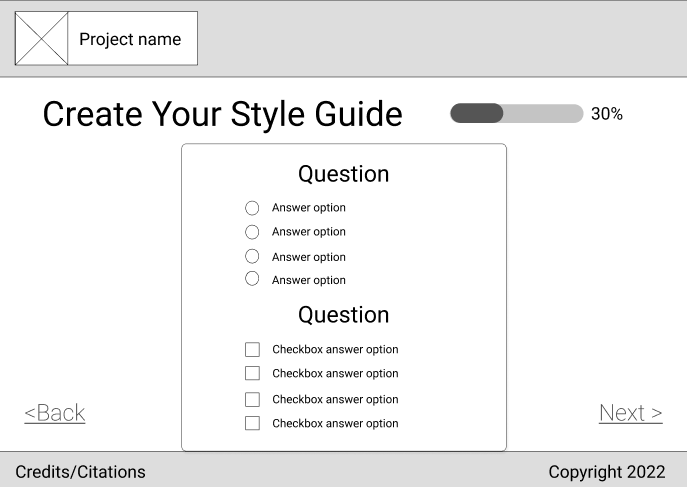 Project name
Create Your Style Guide
30%
Question
Answer option
Answer option
Answer option
Answer option
Question
Checkbox answer option
Checkbox answer option
Checkbox answer option
Checkbox answer option
<Back
Next >
Credits/Citations
Copyright 2022